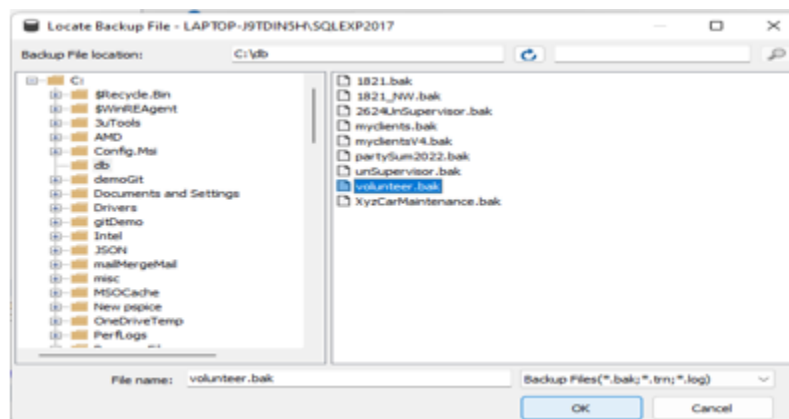 Locate Backup File - LAPTOP-J9TDIN5H\SQLEXP2017
Backup File location:
C:\db
C:
$Recycle.Bin
$WinREAgent
3uTools
AMD
Config.Msi
db
demoGit
Documents and Settings
Drivers
gitDemo
Intel
JSON
mailMergeMail
misc
MSOCache
New pspice
OneDriveTemp
PerfLogs
1821.bak
1821_NW.bak
2624UnSupervisor.bak
myclients.bak
myclientsV4.bak
partySum2022.bak
unSupervisor.bak
volunteer.bak
XyzCarMaintenance.bak
File name:
volunteer.bak
Backup Files(*.bak;*.trn;*.log)
OK
Cancel